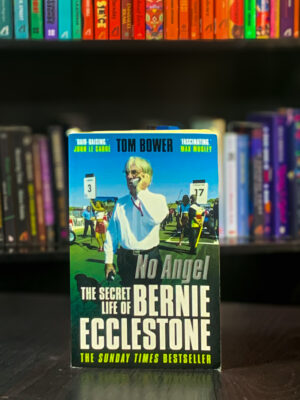 'HAIR-RAISING'
JOHN LE CARRÉ
TOM BOWER
'FASCINATING'
MAX MOSLEY
3
17
No Angel
THE SECRET
LIFE OF BERNIE
ECCLESTONE
THE SUNDAY TIMES BESTSELLER